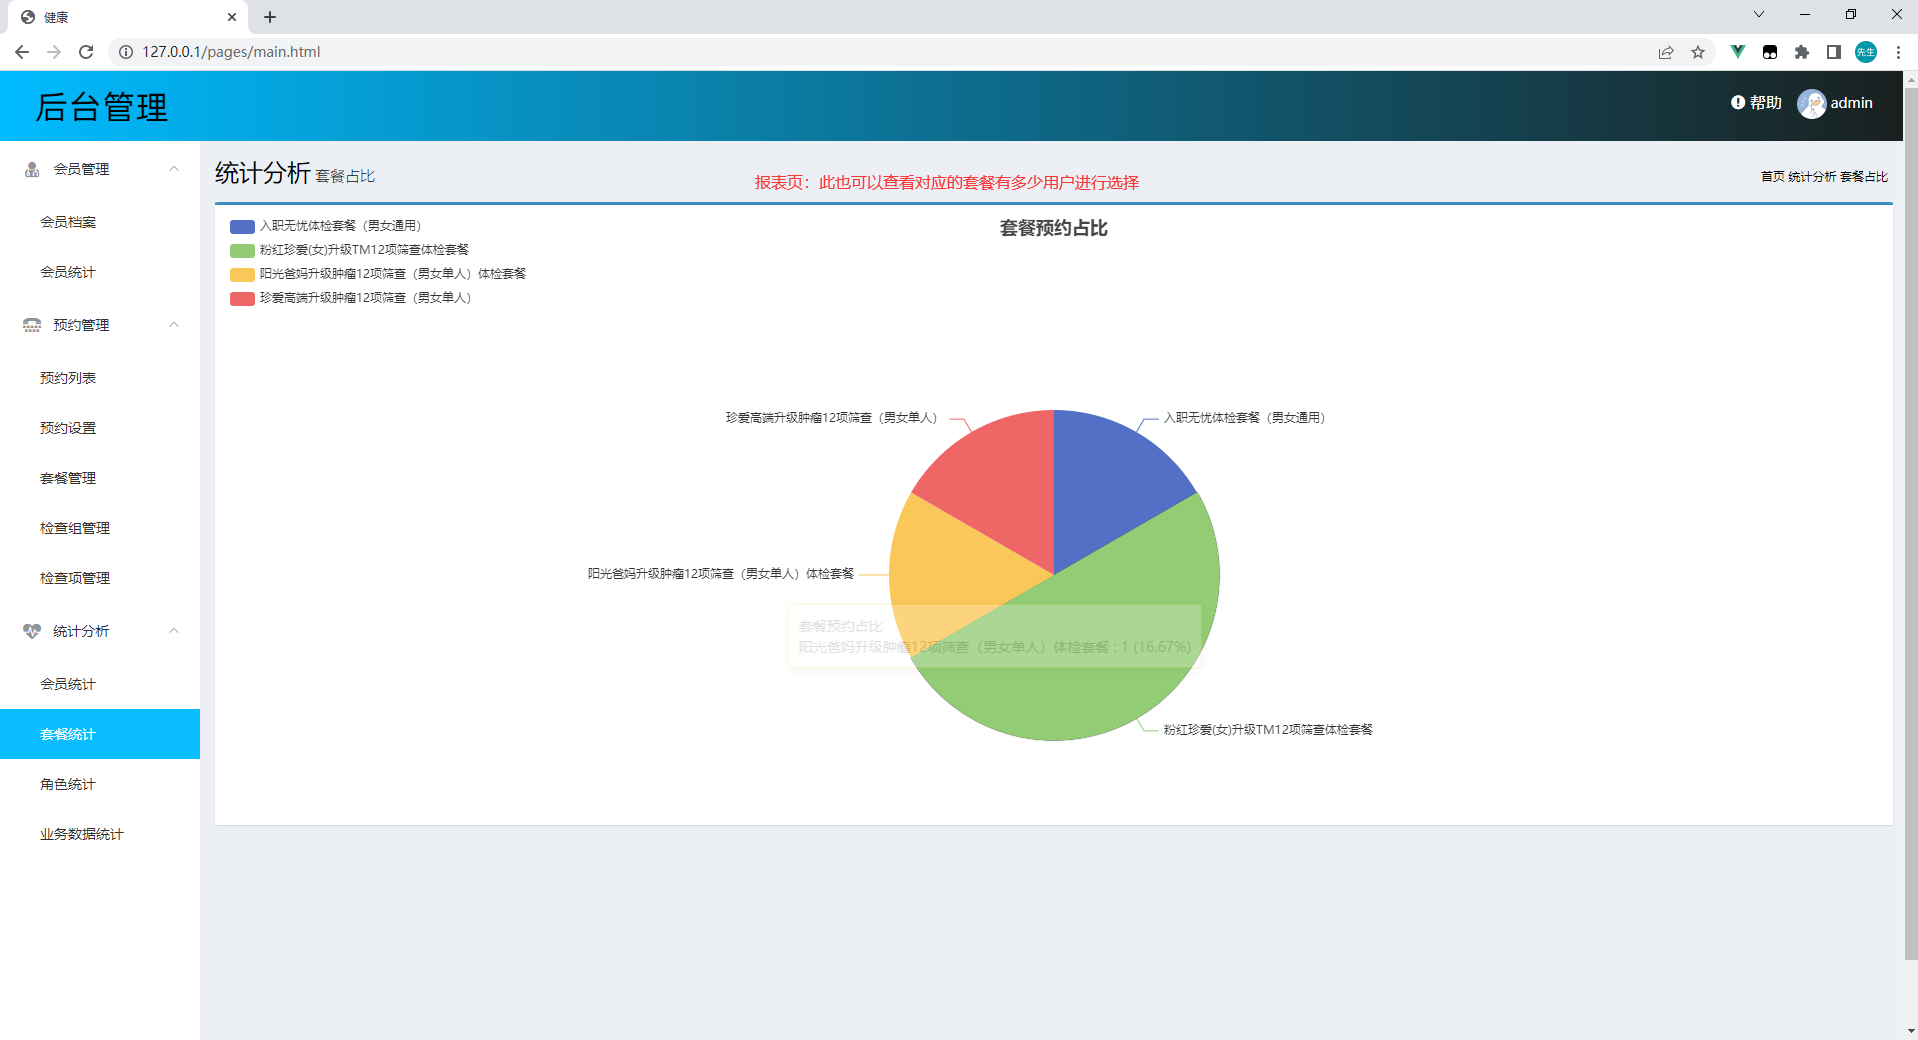 健康
127.0.0.1/pages/main.html
先生
后台管理
帮助
admin
会员管理
会员档案
会员统计
预约管理
预约列表
预约设置
套餐管理
检查组管理
检查项管理
统计分析
会员统计
套餐统计
角色统计
业务数据统计
统计分析 套餐占比
报表页：此也可以查看对应的套餐有多少用户进行选择
首页 统计分析 套餐占比
入职无忧体检套餐（男女通用）
粉红珍爱(女)升级TM12项筛查体检套餐
阳光爸妈升级肿瘤12项筛查（男女单人）体检套餐
珍爱高端升级肿瘤12项筛查（男女单人）
套餐预约占比
珍爱高端升级肿瘤12项筛查（男女单人）
入职无忧体检套餐（男女通用）
阳光爸妈升级肿瘤12项筛查（男女单人）体检套餐
套餐预约占比
阳光爸妈升级肿瘤12项筛查（男女单人）体检套餐 : 1 (16.67%)
粉红珍爱(女)升级TM12项筛查体检套餐